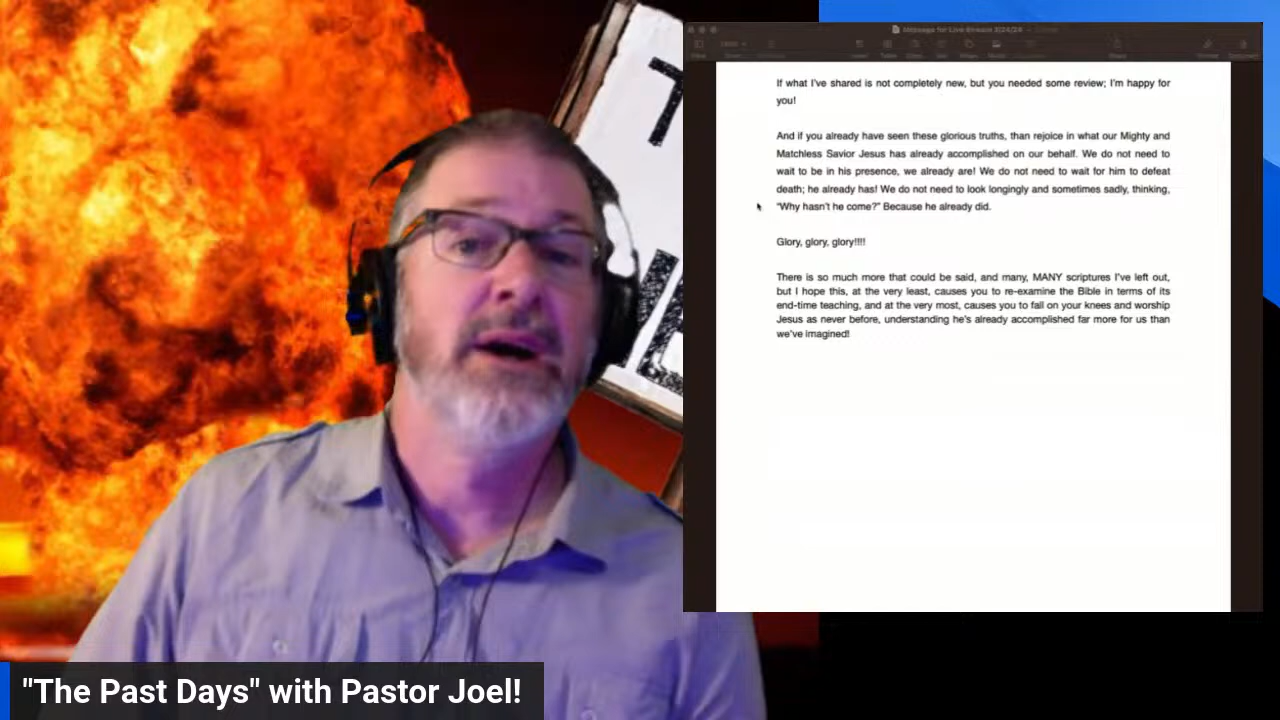 Message for Live Stream 3/24/24
If what I've shared is not completely new, but you needed some review; I'm happy for
you!
And if you already have seen these glorious truths, than rejoice in what our Mighty and
Matchless Savior Jesus has already accomplished on our behalf. We do not need to
wait to be in his presence, we already are! We do not need to wait for him to defeat
death; he already has! We do not need to look longingly and sometimes sadly, thinking,
"Why hasn't he come?" Because he already did.
Glory, glory, glory!!!!
There is so much more that could be said, and many, MANY scriptures I've left out,
but I hope this, at the very least, causes you to re-examine the Bible in terms of its
end-time teaching, and at the very most, causes you to fall on your knees and worship
Jesus as never before, understanding he's already accomplished far more for us than
we've imagined!
"The Past Days" with Pastor Joel!